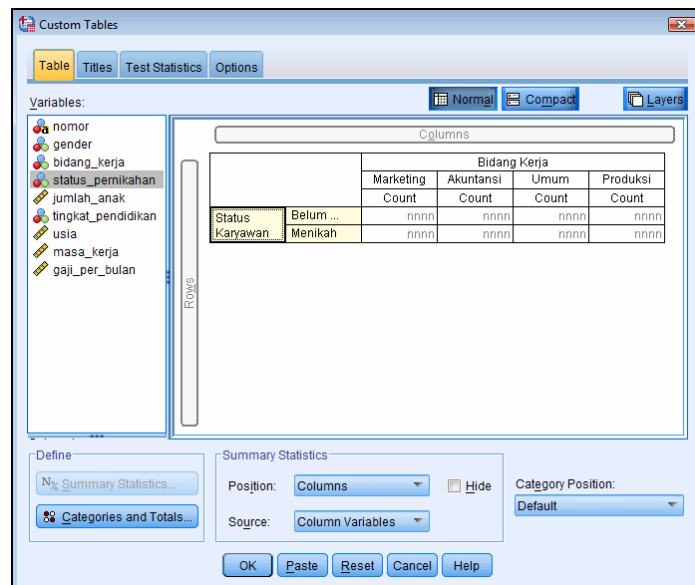 Custom Tables
Table Titles Test Statistics Options
Variables:
Normal Compact Layers
nomor
gender
bidang_kerja
status_pernikahan
jumlah_anak
tingkat_pendidikan
usia
masa_kerja
gaji_per_bulan
Columns
Rows
Bidang Kerja
Marketing Akuntansi Umum Produksi
Count Count Count Count
Status Karyawan
Belum ... nnnn nnnn nnnn nnnn
Menikah nnnn nnnn nnnn nnnn
Define
N% Summary Statistics...
Categories and Totals...
Summary Statistics
Position: Columns Hide
Source: Column Variables
Category Position:
Default
OK Paste Reset Cancel Help